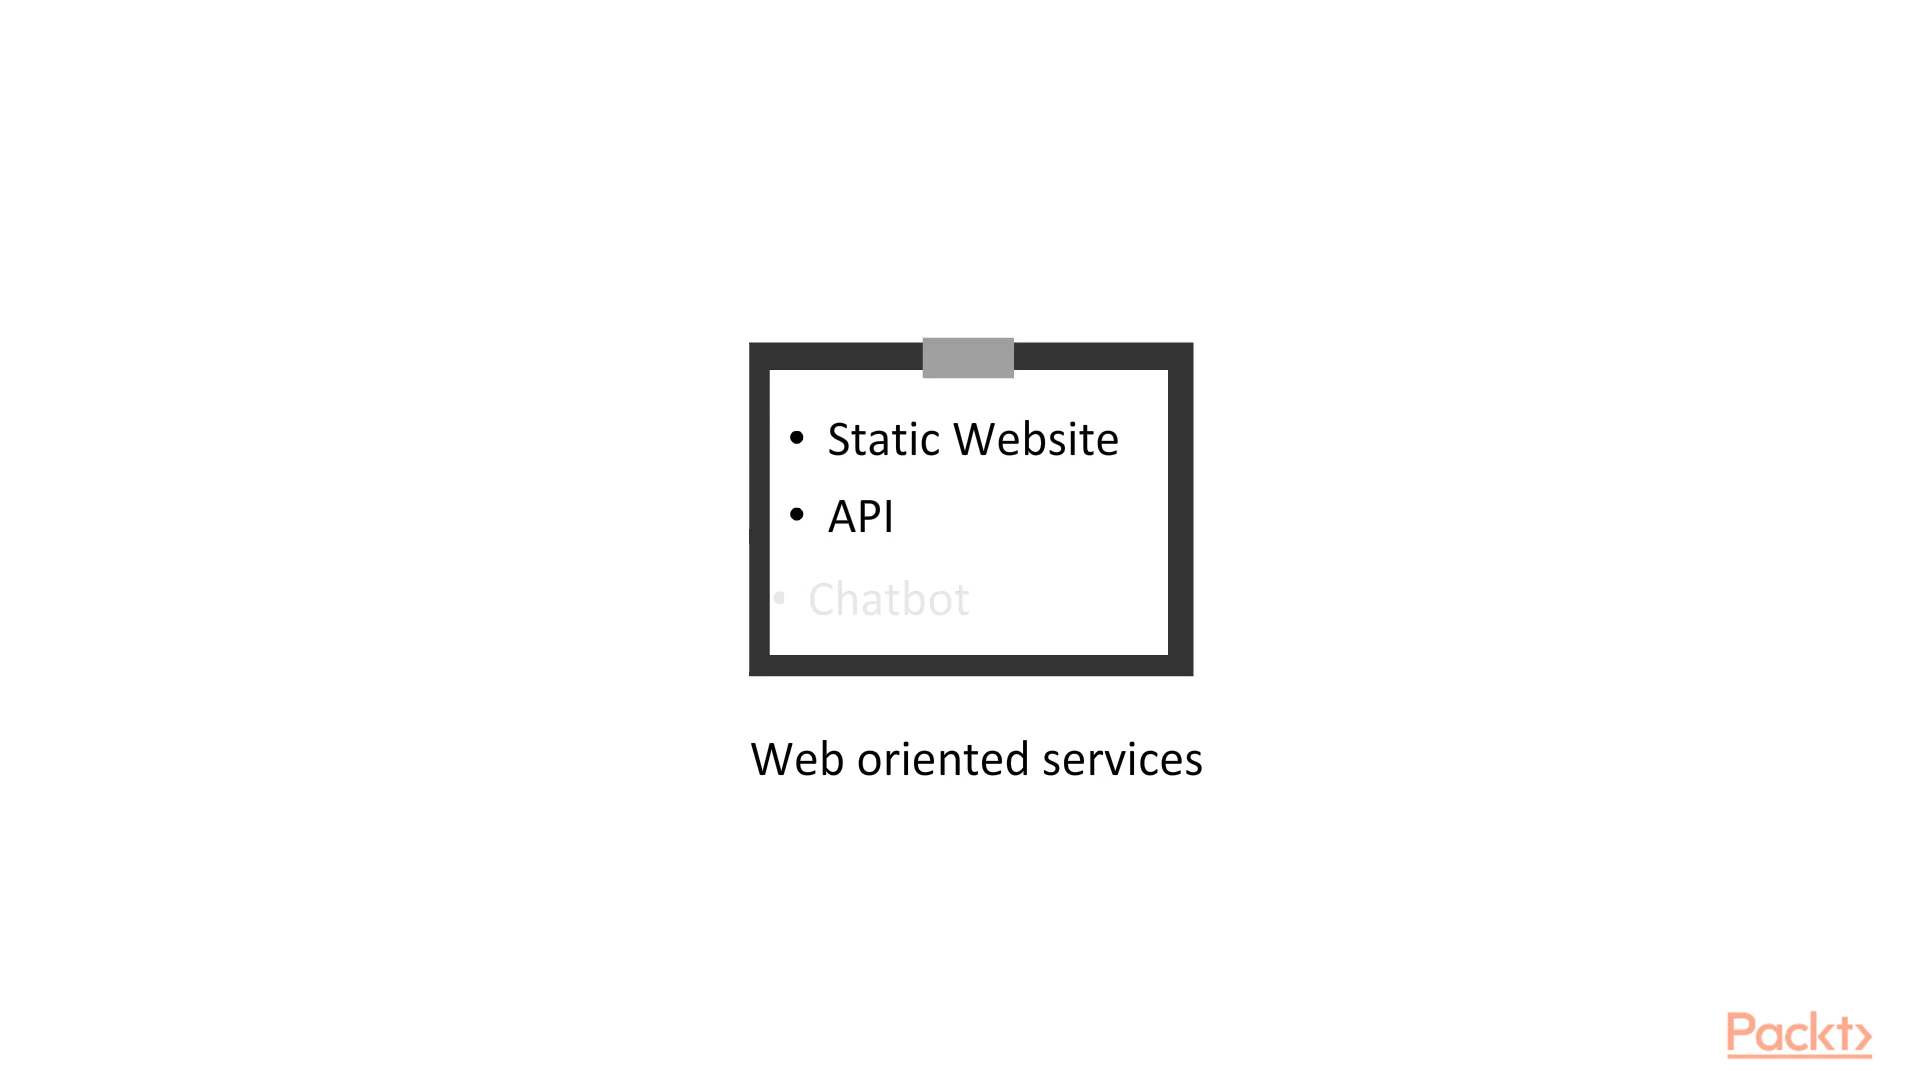 • Static Website
• API
• Chatbot
Web oriented services
Packt>